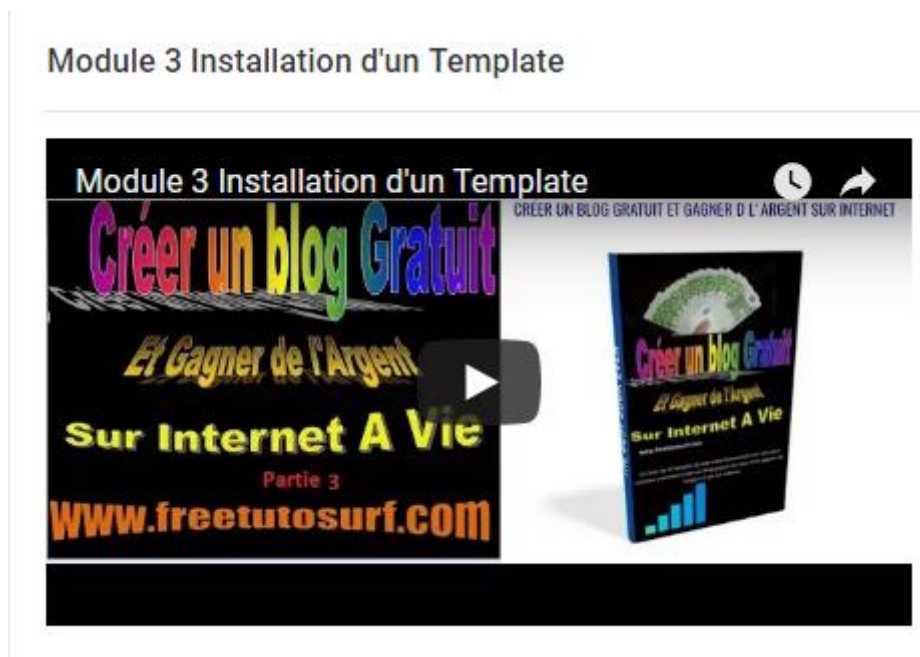 Module 3 Installation d'un Template
Module 3 Installation d'un Template
Créer un blog Gratuit
Et Gagner de l'Argent
Sur Internet A Vie
Partie 3
www.freetutosurf.com
CRÉER UN BLOG GRATUIT ET GAGNER D L' ARGENT SUR INTERNET
Créer un blog Gratuit
Et Gagner de l'Argent
Sur Internet A Vie